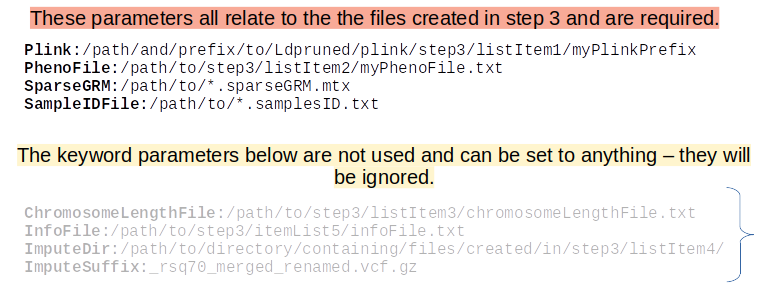 These parameters all relate to the the files created in step 3 and are required.
Plink:/path/and/prefix/to/Ldpruned/plink/step3/listItem1/myPlinkPrefix
PhenoFile:/path/to/step3/listItem2/myPhenoFile.txt
SparseGRM:/path/to/*.sparseGRM.mtx
SampleIDFile:/path/to/*.samplesID.txt
The keyword parameters below are not used and can be set to anything – they will
be ignored.
ChromosomeLengthFile:/path/to/step3/listItem3/chromosomeLengthFile.txt
InfoFile:/path/to/step3/itemList5/infoFile.txt
ImputeDir:/path/to/directory/containing/files/created/in/step3/listItem4/
ImputeSuffix:_rsq70_merged_renamed.vcf.gz